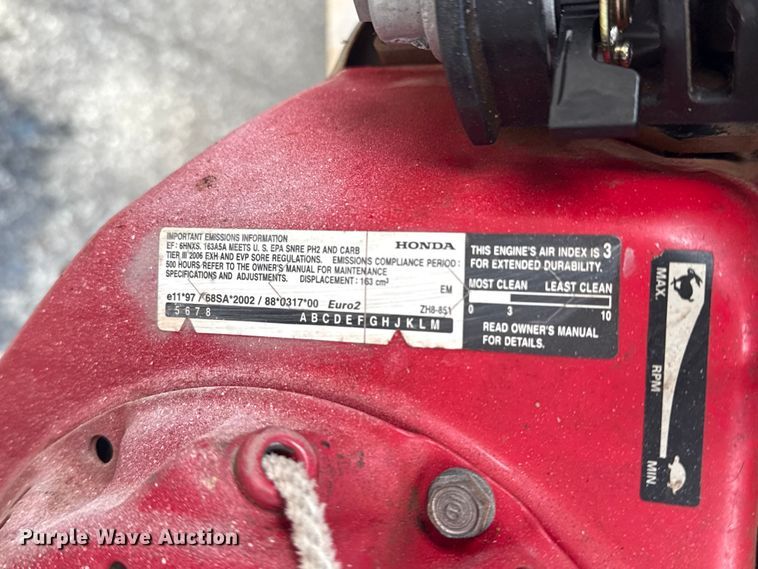 IMPORTANT EMISSIONS INFORMATION
EF: 6HNXS. 163A5A MEETS U. S. EPA SNRE PH2 AND CARB
TIER III 2006 EXH AND EVP SORE REGULATIONS. EMISSIONS COMPLIANCE PERIOD:
500 HOURS REFER TO THE OWNER'S MANUAL FOR MAINTENANCE
SPECIFICATIONS AND ADJUSTMENTS. DISPLACEMENT: 163 cm³
HONDA
EM
e11*97 / 68SA*2002 / 88*0317*00 Euro2
ZH8-851
5 6 7 8 A B C D E F G H J K L M
THIS ENGINE'S AIR INDEX IS 3
FOR EXTENDED DURABILITY.
MOST CLEAN LEAST CLEAN
0 3 10
READ OWNER'S MANUAL
FOR DETAILS.
MAX.
RPM
MIN.
Purple Wave Auction